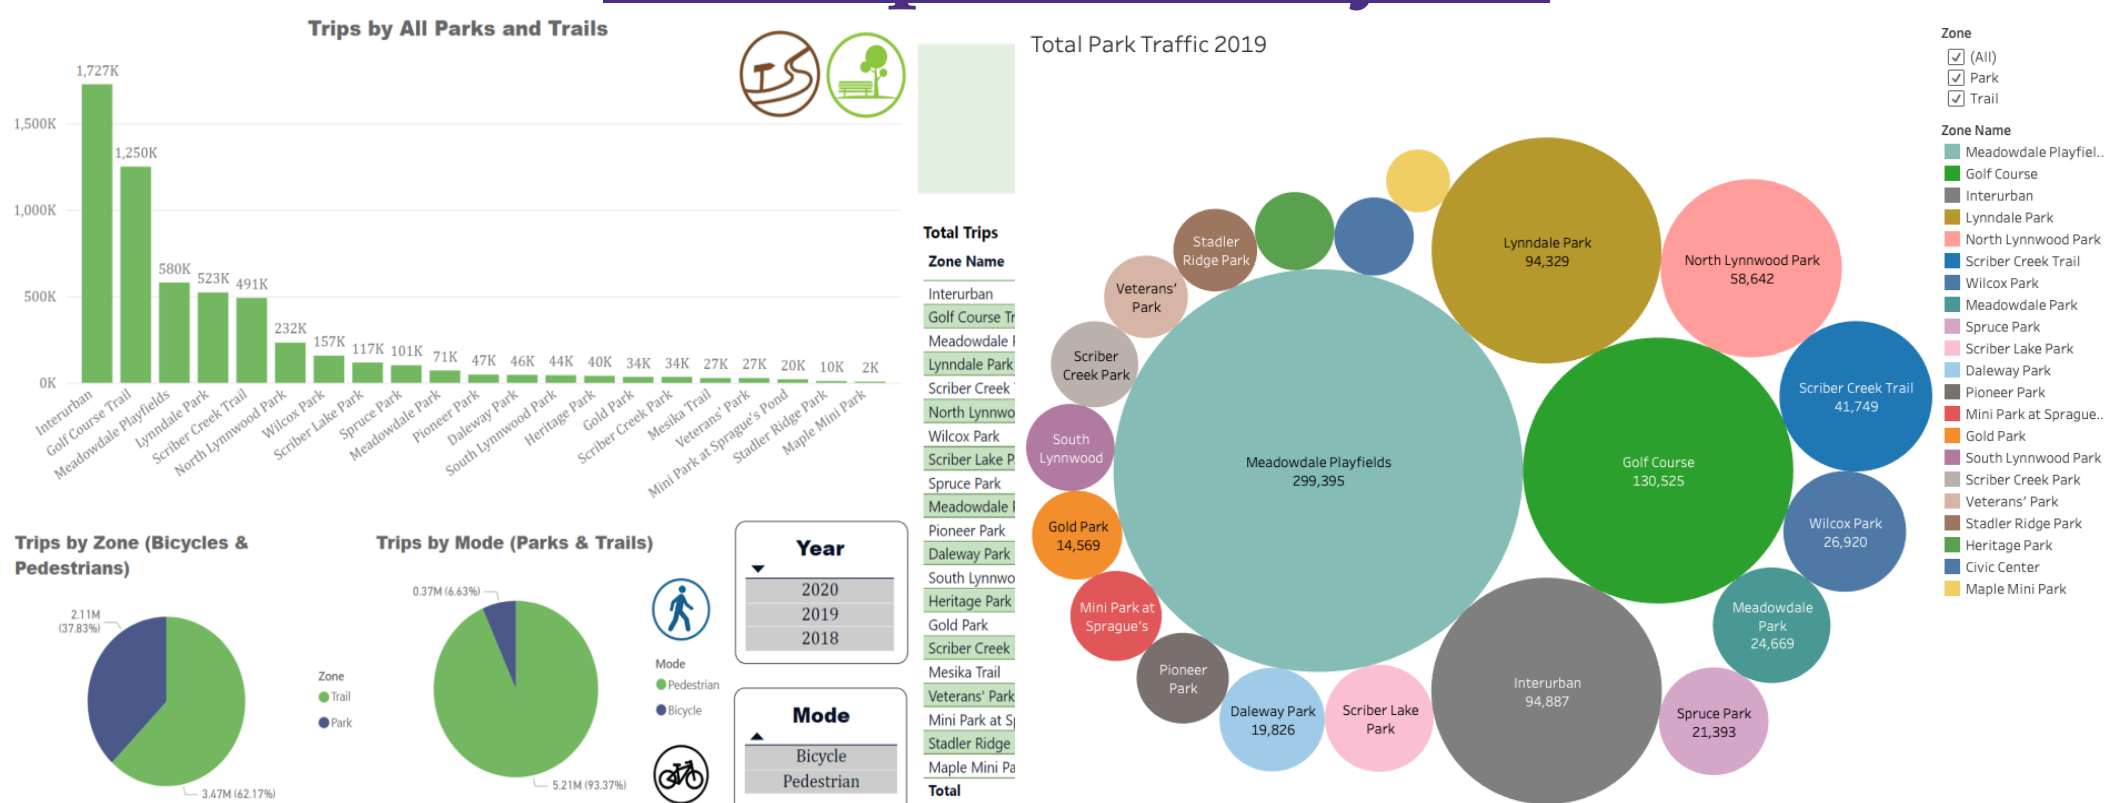 Trips by All Parks and Trails
1,727K
1,250K
580K
523K
491K
232K
157K
117K
101K
71K
47K
46K
44K
40K
34K
34K
27K
27K
20K
10K
2K
1,500K
1,000K
500K
0K
Interurban
Golf Course Trail
Meadowdale Playfields
Lynndale Park
Scriber Creek Trail
North Lynnwood Park
Wilcox Park
Scriber Lake Park
Spruce Park
Meadowdale Park
Pioneer Park
Daleway Park
South Lynnwood Park
Heritage Park
Gold Park
Scriber Creek Park
Mesika Trail
Veterans' Park
Mini Park at Sprague's Pond
Stadler Ridge Park
Maple Mini Park
Trips by Zone (Bicycles &
Pedestrians)
2.11M
(37.83%)
3.47M (62.17%)
Zone
Trail
Park
Trips by Mode (Parks & Trails)
0.37M (6.63%)
5.21M (93.37%)
Mode
Pedestrian
Bicycle
Year
2020
2019
2018
Mode
Bicycle
Pedestrian
Total Trips
Zone Name
Interurban
Golf Course Tr
Meadowdale
Lynndale Park
Scriber Creek
North Lynnwo
Wilcox Park
Scriber Lake P
Spruce Park
Meadowdale
Pioneer Park
Daleway Park
South Lynnwo
Heritage Park
Gold Park
Scriber Creek
Mesika Trail
Veterans' Park
Mini Park at Sp
Stadler Ridge
Maple Mini Pa
Total
Total Park Traffic 2019
Lynndale Park
94,329
North Lynnwood Park
58,642
Stadler
Ridge Park
Veterans'
Park
Scriber
Creek Park
Scriber Creek Trail
41,749
South
Lynnwood
Meadowdale Playfields
299,395
Golf Course
130,525
Gold Park
14,569
Wilcox Park
26,920
Mini Park at
Sprague's
Meadowdale
Park
24,669
Pioneer
Park
Interurban
94,887
Daleway Park
19,826
Scriber Lake
Park
Spruce Park
21,393
Zone
(All)
Park
Trail
Zone Name
Meadowdale Playfiel..
Golf Course
Interurban
Lynndale Park
North Lynnwood Park
Scriber Creek Trail
Wilcox Park
Meadowdale Park
Spruce Park
Scriber Lake Park
Daleway Park
Pioneer Park
Mini Park at Sprague..
Gold Park
South Lynnwood Park
Scriber Creek Park
Veterans' Park
Stadler Ridge Park
Heritage Park
Civic Center
Maple Mini Park